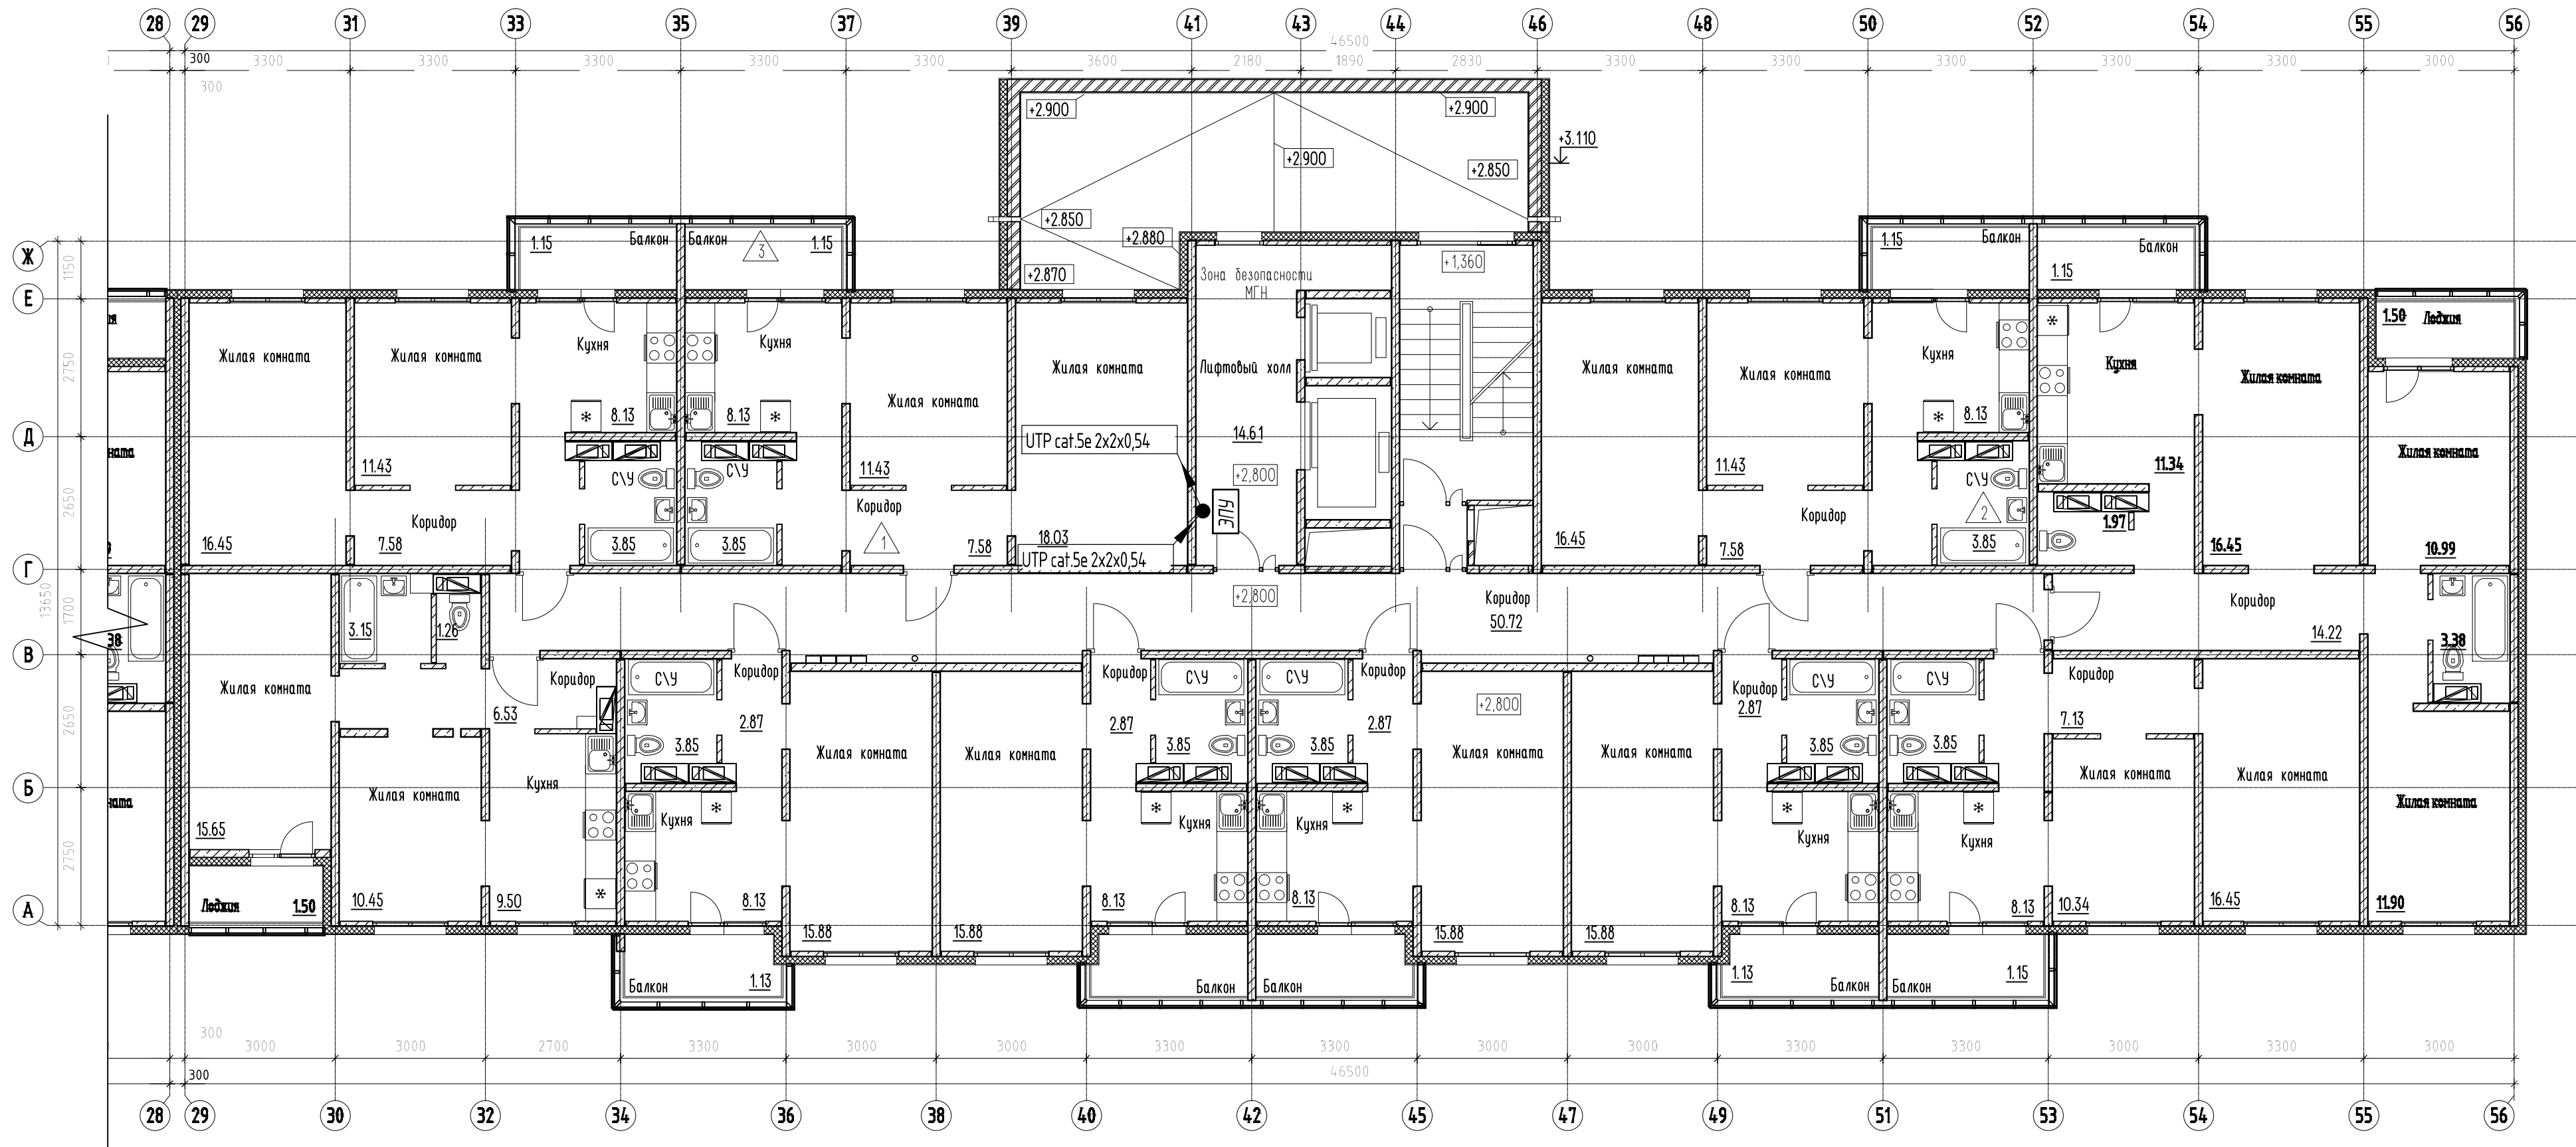 28 29 31 33 35 37 39 41 43 44 46 48 50 52 54 55 56
46500
300 3300 3300 3300 3300 3300 3600 2180 1890 2830 3300 3300 3300 3300 3300 3000
300
+2.900 +2.900
+2.900
+3.110
+2.850
+2.850
+2.880
+2.870
Ж
Е
Д
Г
В
Б
А
1150
2750
2650
1700
2650
2750
13650
1.15 Балкон Балкон 3 1.15
1.15 Балкон Балкон
1.15
Зона безопасности
МГН
+1,360
1.50 Лоджия
Жилая комната Жилая комната Кухня Кухня
Жилая комната
Жилая комната
Лифтовый холл
Жилая комната Жилая комната Кухня
Кухня
Жилая комната
8.13 * 8.13 *
* 8.13
*
UTP cat.5e 2x2x0,54
14.61
+2,800
11.43 С\У С\У 11.43
11.43 С\У 11.34
Жилая комната
Коридор Коридор 1
ЭПУ
Коридор 2 1.97
16.45 7.58 3.85 3.85 7.58 18.03
UTP cat.5e 2x2x0,54
16.45 7.58 3.85 16.45 10.99
+2,800
Коридор
50.72
Коридор
14.22
3.15 1.26
38
3.38
Жилая комната
Коридор
6.53
С\У Коридор
2.87
3.85
Коридор С\У
2.87
3.85
С\У Коридор
2.87
3.85
+2,800
Коридор
2.87
С\У
3.85
С\У
3.85
Коридор
7.13
Жилая комната Жилая комната Жилая комната Жилая комната
Жилая комната Кухня
Жилая комната Жилая комната
Жилая комната
15.65
Кухня * * Кухня Кухня * * Кухня Кухня *
Лоджия 1.50
10.45 9.50 * 8.13 8.13 8.13 8.13 8.13 10.34 16.45 11.90
15.88 15.88 15.88 15.88
Балкон 1.13
Балкон Балкон
1.13 Балкон Балкон 1.15
300
3000 3000 2700 3300 3000 3000 3300 3300 3000 3000 3300 3300 3000 3300 3000
300
46500
28 29 30 32 34 36 38 40 42 45 47 49 51 53 54 55 56